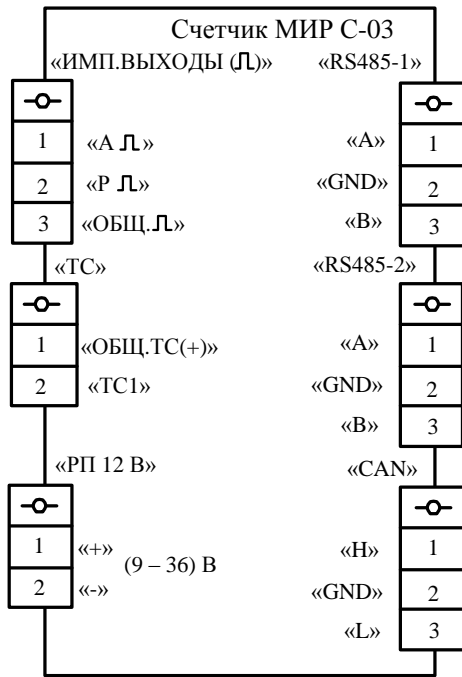 Счетчик МИР С-03
«ИМП.ВЫХОДЫ (⎍)»
1 «А ⎍»
2 «Р ⎍»
3 «ОБЩ.⎍»
«ТС»
1 «ОБЩ.ТС(+)»
2 «ТС1»
«РП 12 В»
1 «+»
(9 – 36) В
2 «-»
«RS485-1»
«A» 1
«GND» 2
«B» 3
«RS485-2»
«A» 1
«GND» 2
«B» 3
«CAN»
«H» 1
«GND» 2
«L» 3